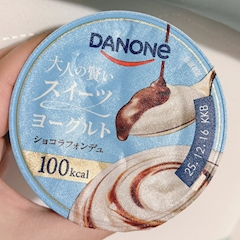 DANONE
大人の賢い
スイーツ
ヨーグルト
ショコラフォンデュ
100kcal
25.12.16 KKB